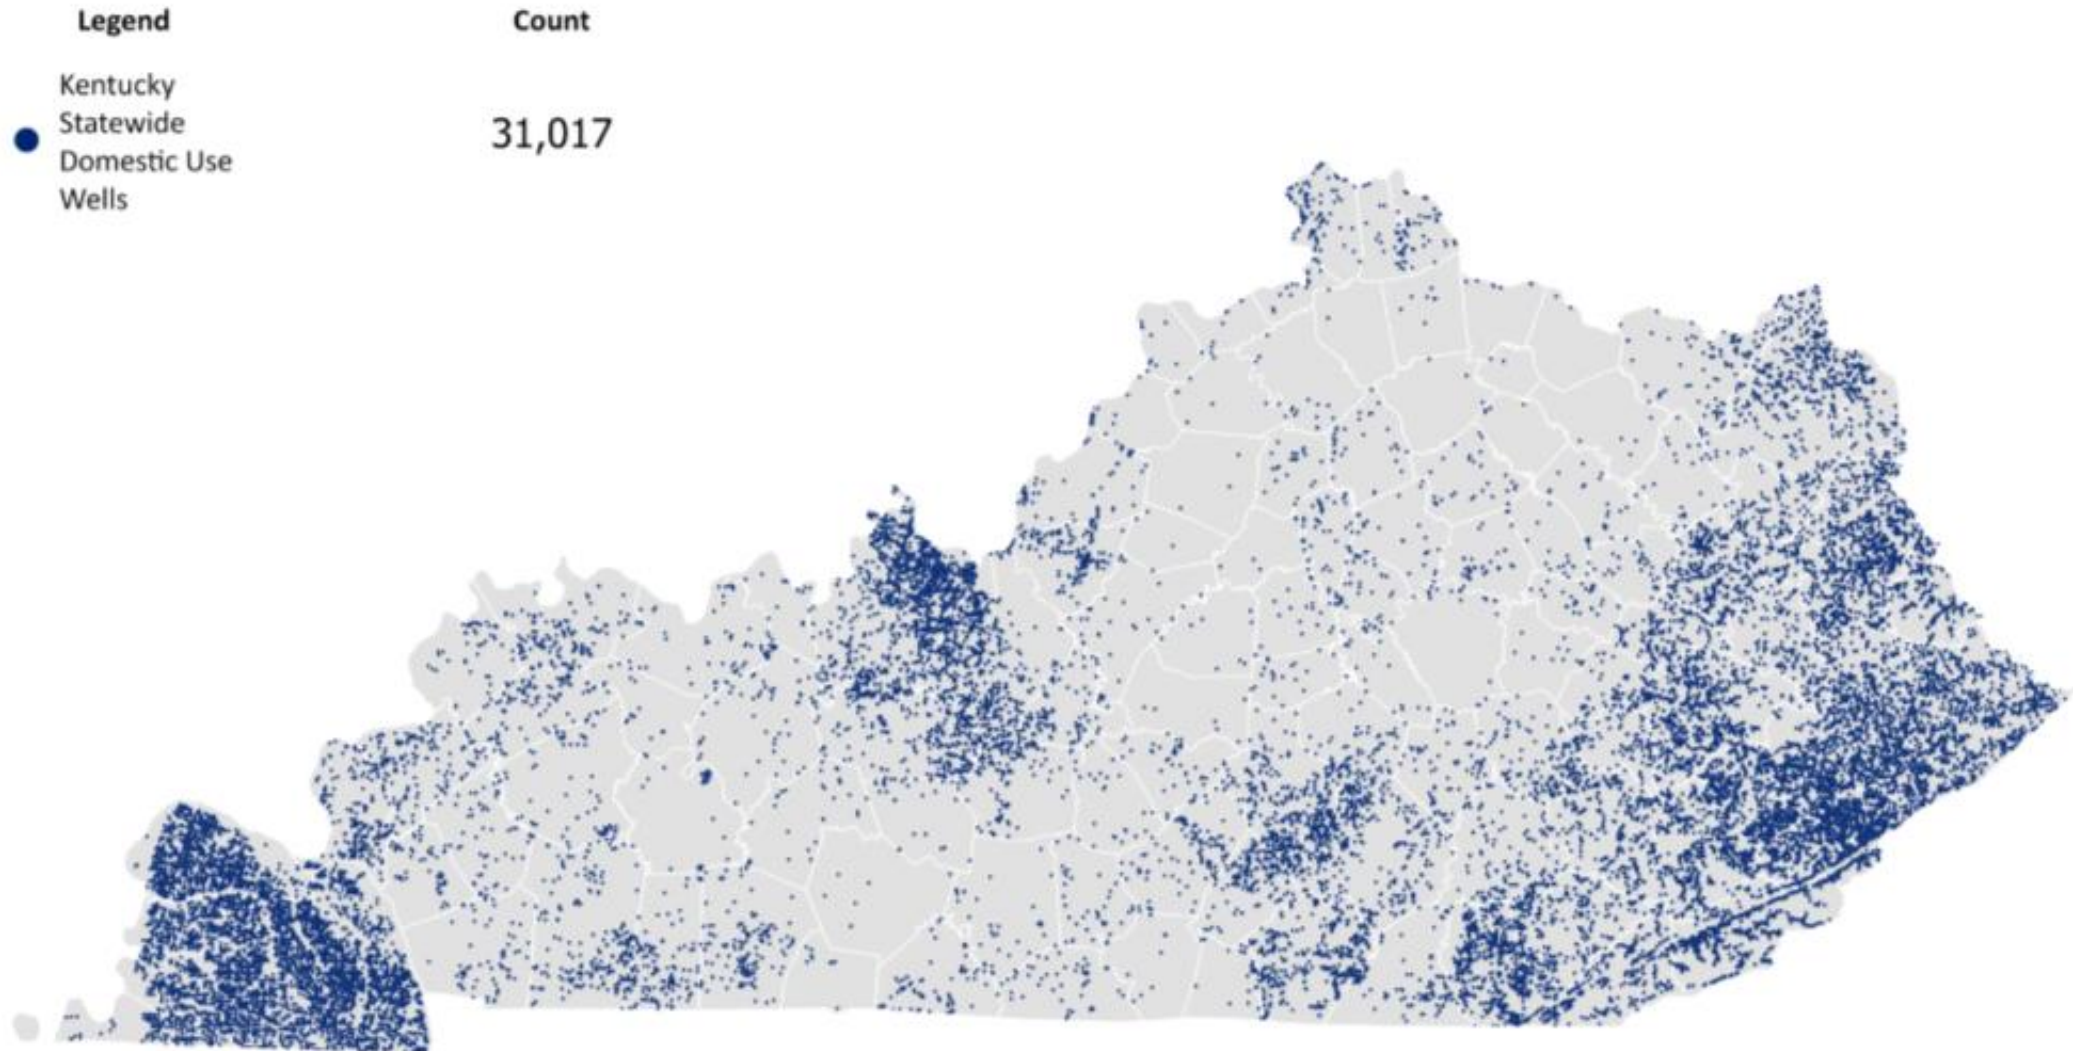 Legend Count
Kentucky
Statewide
Domestic Use
Wells
31,017